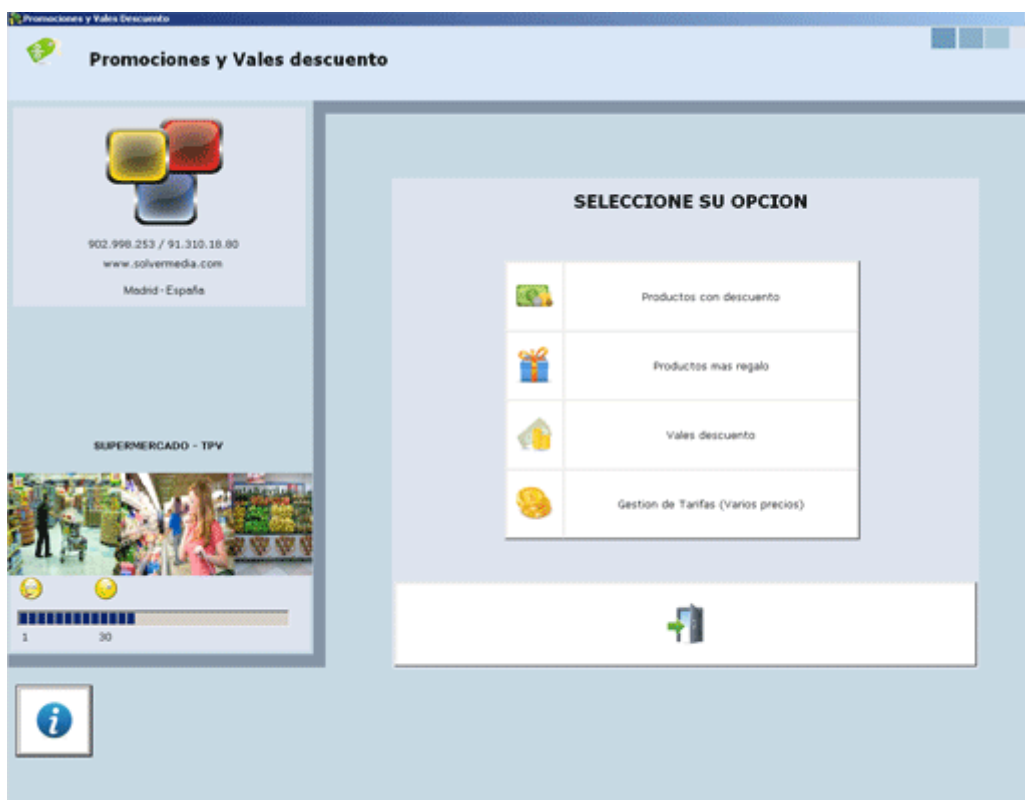 Promociones y Vales Descuento
Promociones y Vales descuento
902.998.253 / 91.310.18.80
www.solvermedia.com
Madrid - España
SUPERMERCADO - TPV
1 30
SELECCIONE SU OPCION
Productos con descuento
Productos mas regalo
Vales descuento
Gestion de Tarifas (Varios precios)